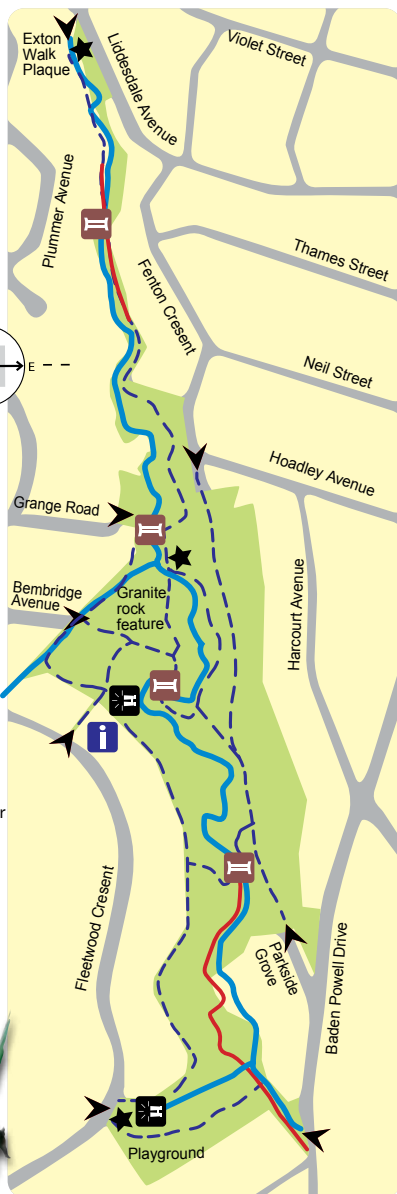 Exton
Walk
Plaque
Liddesdale Avenue
Violet Street
Plummer Avenue
Thames Street
Fenton Cresent
E
Neil Street
Hoadley Avenue
Grange Road
Bembridge
Avenue
Granite
rock
feature
Harcourt Avenue
i
r
Fleetwood Cresent
Parkside
Grove
Baden Powell Drive
Playground